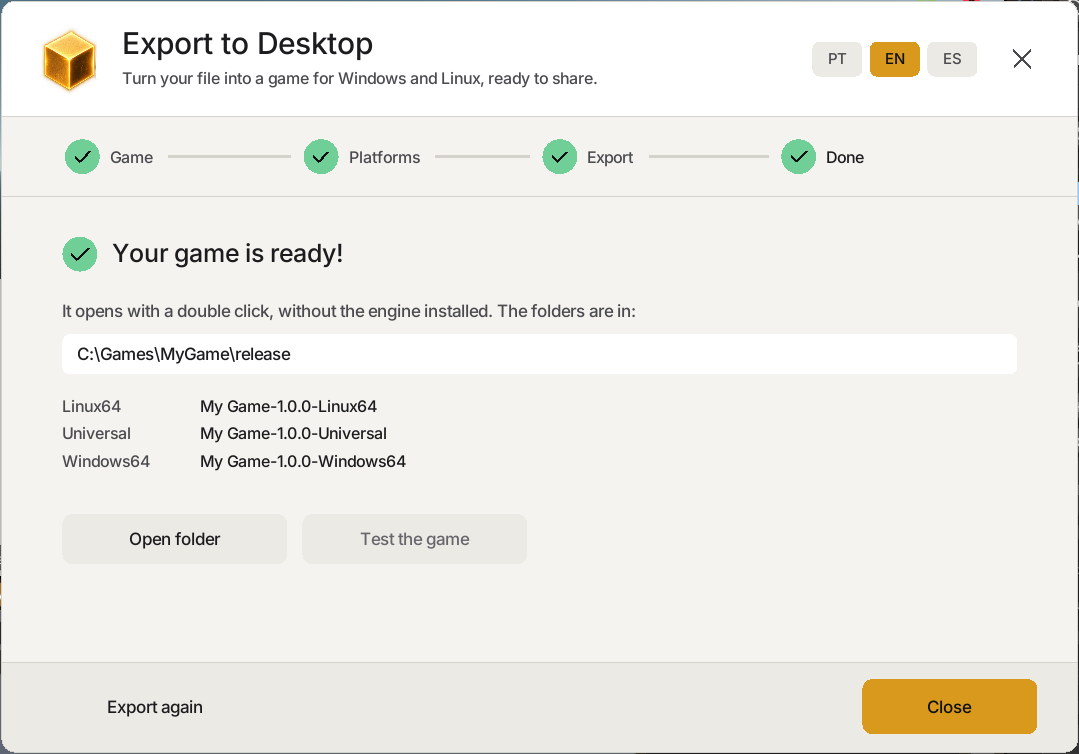 Export to Desktop
Turn your file into a game for Windows and Linux, ready to share.
PT EN ES
Game Platforms Export Done
Your game is ready!
It opens with a double click, without the engine installed. The folders are in:
C:\Games\MyGame\release
Linux64 My Game-1.0.0-Linux64
Universal My Game-1.0.0-Universal
Windows64 My Game-1.0.0-Windows64
Open folder Test the game
Export again Close